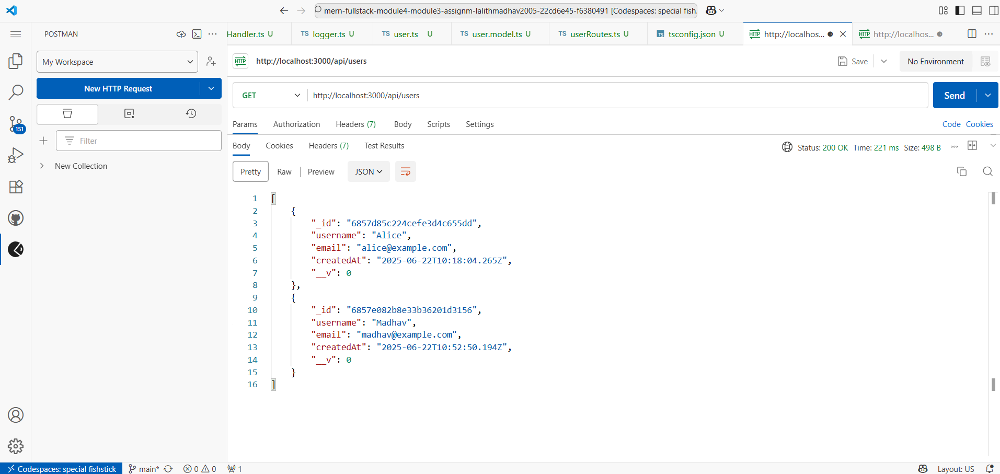 mern-fullstack-module4-module3-assignm-lalithmadhav2005-22cd6e45-f6380491 [Codespaces: special fish
POSTMAN
Handler.ts U
TS logger.ts U
TS user.ts U
TS user.model.ts U
TS userRoutes.ts U
TS tsconfig.json U
HTTP http://localhos...
HTTP http://localhos...
My Workspace
HTTP http://localhost:3000/api/users
Save
No Environment
New HTTP Request
GET http://localhost:3000/api/users
Send
Params Authorization Headers (7) Body Scripts Settings
Code Cookies
151
Filter
New Collection
Body Cookies Headers (7) Test Results
Status: 200 OK Time: 221 ms Size: 498 B
Pretty Raw Preview JSON
1 [
2 {
3 "_id": "6857d85c224cefe3d4c655dd",
4 "username": "Alice",
5 "email": "alice@example.com",
6 "createdAt": "2025-06-22T10:18:04.265Z",
7 "__v": 0
8 },
9 {
10 "_id": "6857e082b8e33b36201d3156",
11 "username": "Madhav",
12 "email": "madhav@example.com",
13 "createdAt": "2025-06-22T10:52:50.194Z",
14 "__v": 0
15 }
16 ]
Codespaces: special fishstick main* 0 0 1
Layout: US